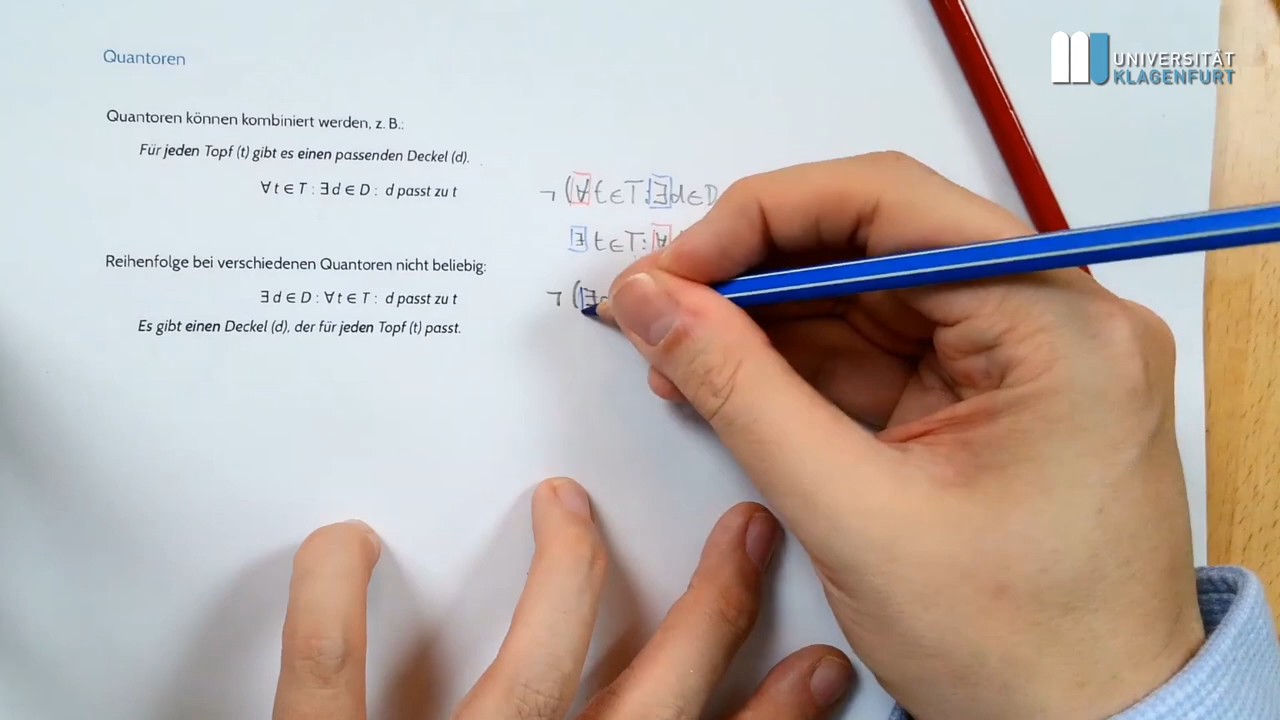 UNIVERSITÄT
KLAGENFURT
Quantoren
Quantoren können kombiniert werden, z. B.:
Für jeden Topf (t) gibt es einen passenden Deckel (d).
∀ t ∈ T : ∃ d ∈ D : d passt zu t
Reihenfolge bei verschiedenen Quantoren nicht beliebig:
∃ d ∈ D : ∀ t ∈ T : d passt zu t
Es gibt einen Deckel (d), der für jeden Topf (t) passt.
¬ (∀ t ∈ T: ∃ d ∈ D
∃ t ∈ T: ∀
¬ (∃